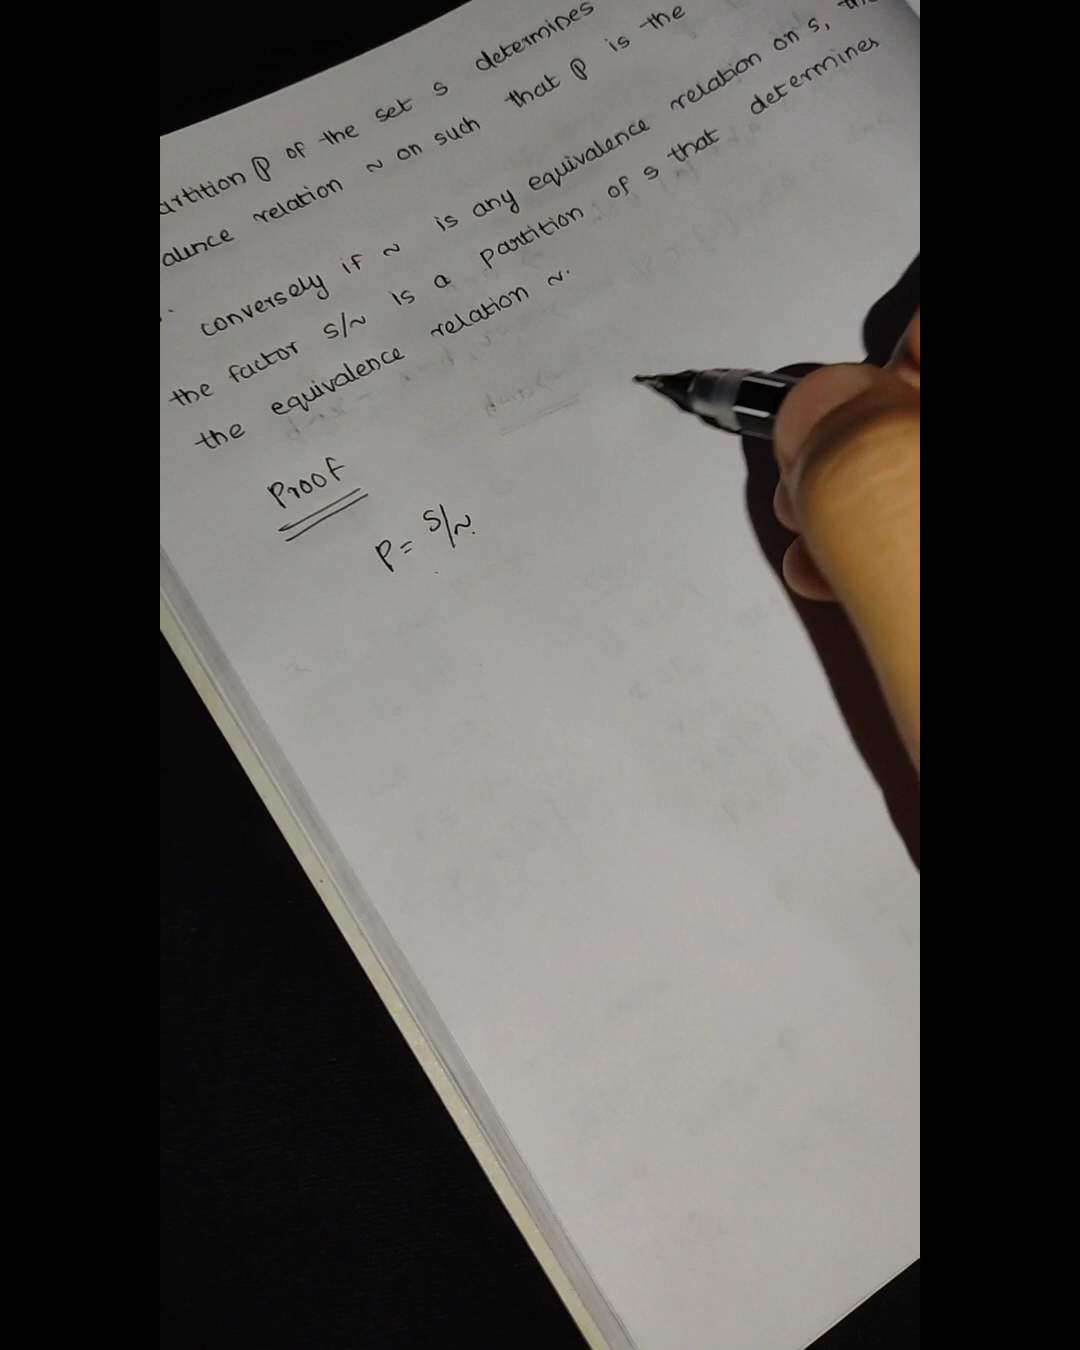 artition P of the set s determines
alence relation ~ on such that P is the
conversely if ~ is any equivalence relation on s,
the factor s/~ is a partition of s that determines
the equivalence relation ~.
Proof
P = s/~.